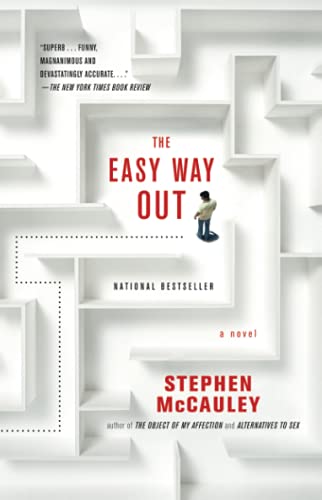 "SUPERB . . . FUNNY,
MAGNANIMOUS AND
DEVASTATINGLY ACCURATE. . . ."
—THE NEW YORK TIMES BOOK REVIEW
THE
EASY WAY
OUT
NATIONAL BESTSELLER
a novel
STEPHEN
McCAULEY
author of THE OBJECT OF MY AFFECTION and ALTERNATIVES TO SEX